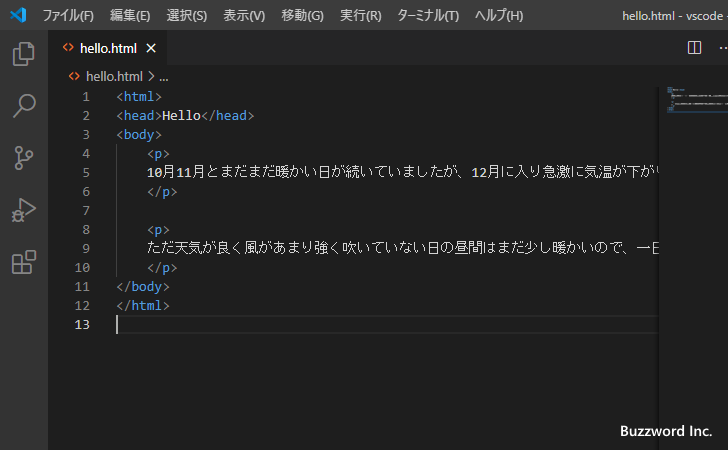 ファイル(F) 編集(E) 選択(S) 表示(V) 移動(G) 実行(R) ターミナル(T) ヘルプ(H) hello.html - vscode -
hello.html
hello.html > ...
1 <html>
2 <head>Hello</head>
3 <body>
4 <p>
5 10月11月とまだまだ暖かい日が続いていましたが、12月に入り急激に気温が下がり
6 </p>
7
8 <p>
9 ただ天気が良く風があまり強く吹いていない日の昼間はまだ少し暖かいので、一日
10 </p>
11 </body>
12 </html>
13
Buzzword Inc.